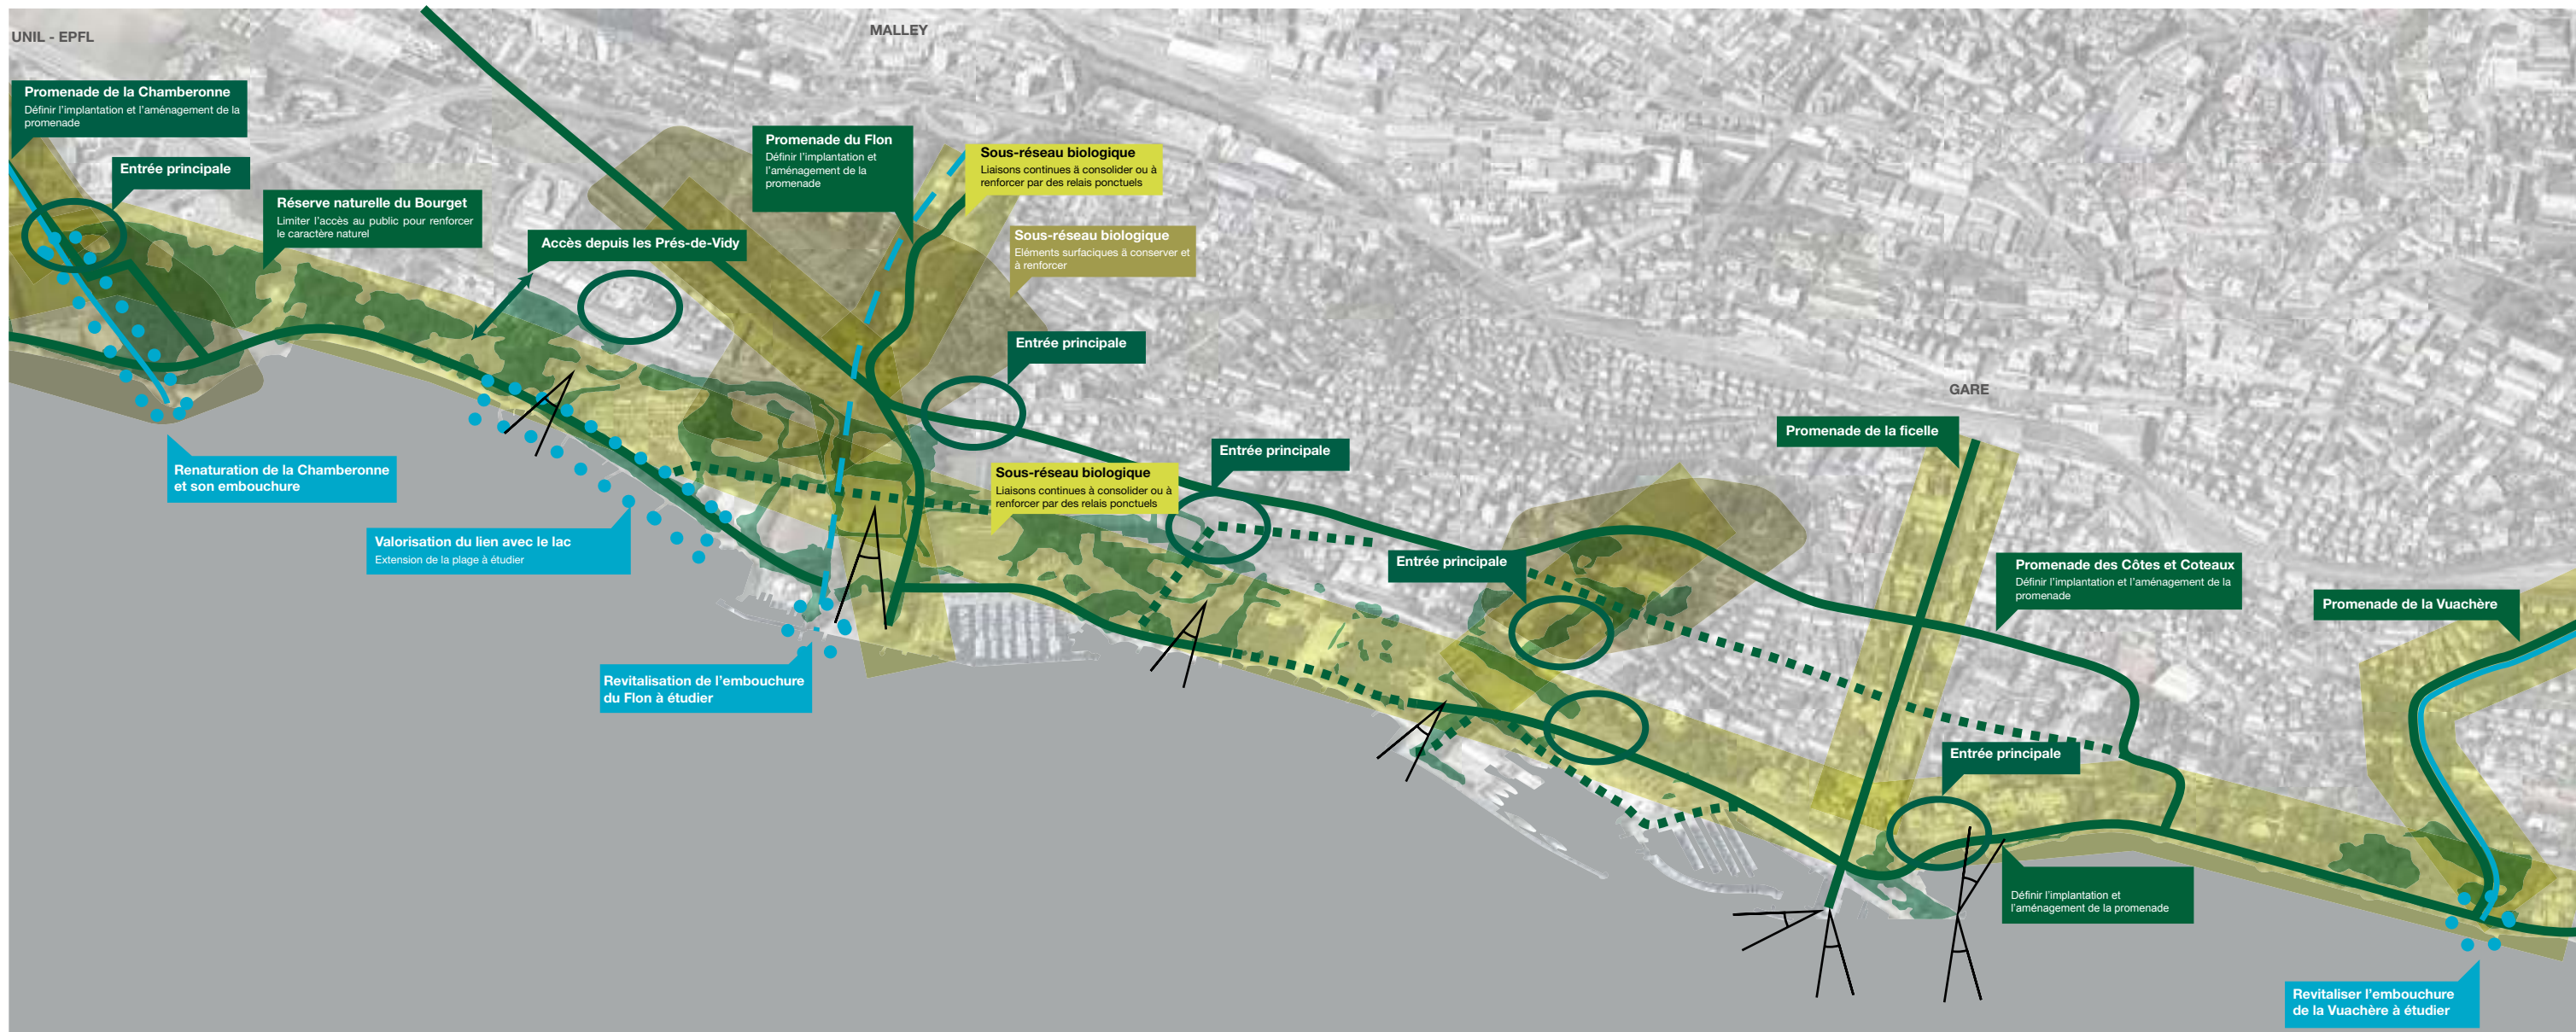 UNIL - EPFL
MALLEY
Promenade de la Chamberonne
Définir l'implantation et l'aménagement de la
promenade
Entrée principale
Réserve naturelle du Bourget
Limiter l'accès au public pour renforcer
le caractère naturel
Accès depuis les Prés-de-Vidy
Promenade du Flon
Définir l'implantation et
l'aménagement de la
promenade
Sous-réseau biologique
Liaisons continues à consolider ou à
renforcer par des relais ponctuels
Sous-réseau biologique
Eléments surfaciques à conserver et
à renforcer
Entrée principale
GARE
Promenade de la ficelle
Entrée principale
Renaturation de la Chamberonne
et son embouchure
Sous-réseau biologique
Liaisons continues à consolider ou à
renforcer par des relais ponctuels
Valorisation du lien avec le lac
Extension de la plage à étudier
Entrée principale
Promenade des Côtes et Coteaux
Définir l'implantation et l'aménagement de la
promenade
Promenade de la Vuachère
Revitalisation de l'embouchure
du Flon à étudier
Entrée principale
Définir l'implantation et
l'aménagement de la promenade
Revitaliser l'embouchure
de la Vuachère à étudier